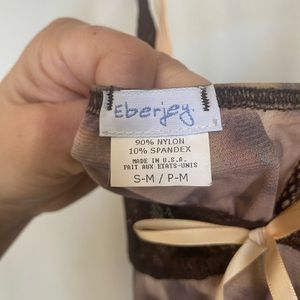 Eberjey.
90% NYLON
10% SPANDEX
MADE IN U.S.A.
FAIT AUX ETATS-UNIS
S-M / P-M